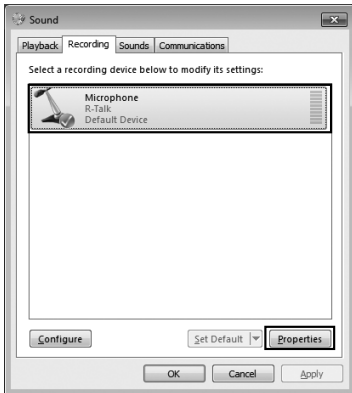 Sound
Playback Recording Sounds Communications
Select a recording device below to modify its settings:
Microphone
R-Talk
Default Device
Configure Set Default Properties
OK Cancel Apply